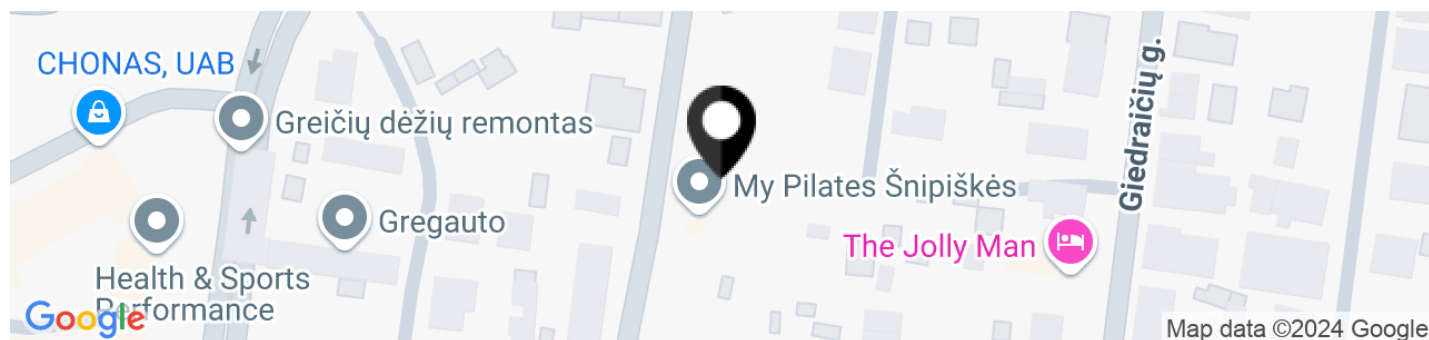 CHONAS, UAB
Greičių dėžių remontas
Giedraičių g.
My Pilates Šnipiškės
Gregauto
The Jolly Man
Health & Sports
Performance
Google
Map data ©2024 Google